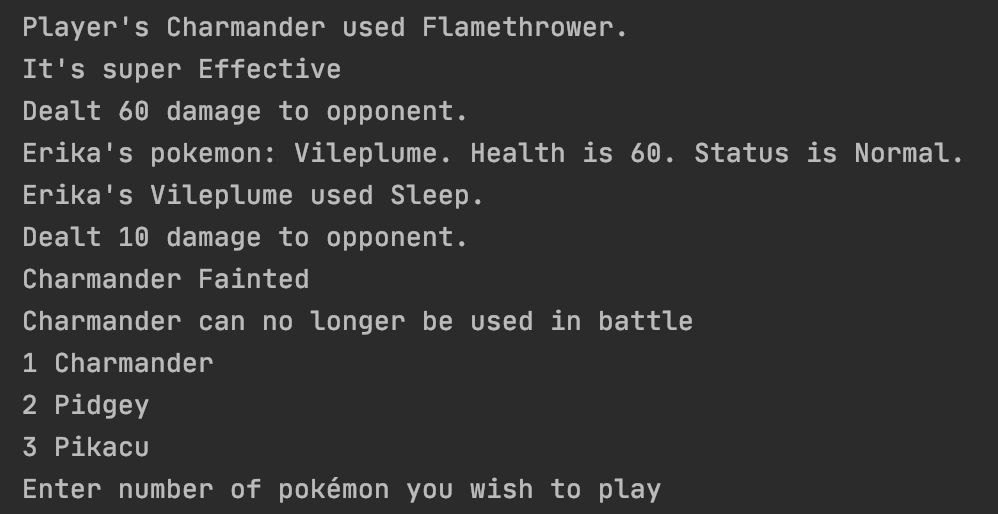 Player's Charmander used Flamethrower.
It's super Effective
Dealt 60 damage to opponent.
Erika's pokemon: Vileplume. Health is 60. Status is Normal.
Erika's Vileplume used Sleep.
Dealt 10 damage to opponent.
Charmander Fainted
Charmander can no longer be used in battle
1 Charmander
2 Pidgey
3 Pikacu
Enter number of pokémon you wish to play